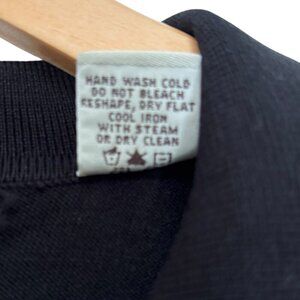 HAND WASH COLD
DO NOT BLEACH
RESHAPE, DRY FLAT
COOL IRON
WITH STEAM
OR DRY CLEAN